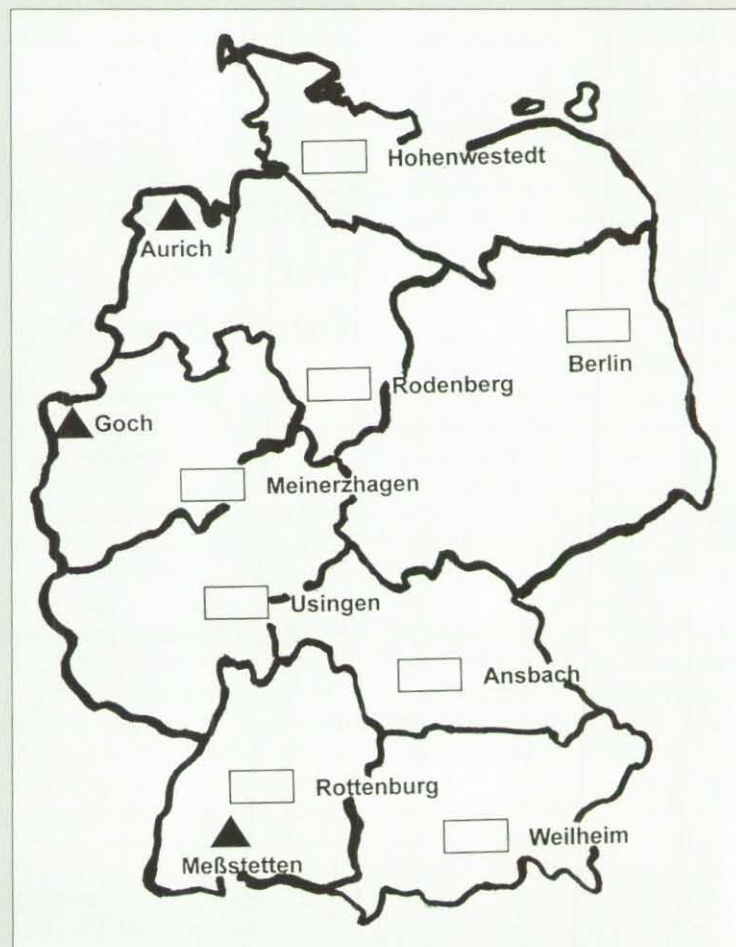 Hohenwestedt
Aurich
Berlin
Rodenberg
Goch
Meinerzhagen
Usingen
Ansbach
Rottenburg
Weilheim
Meßstetten